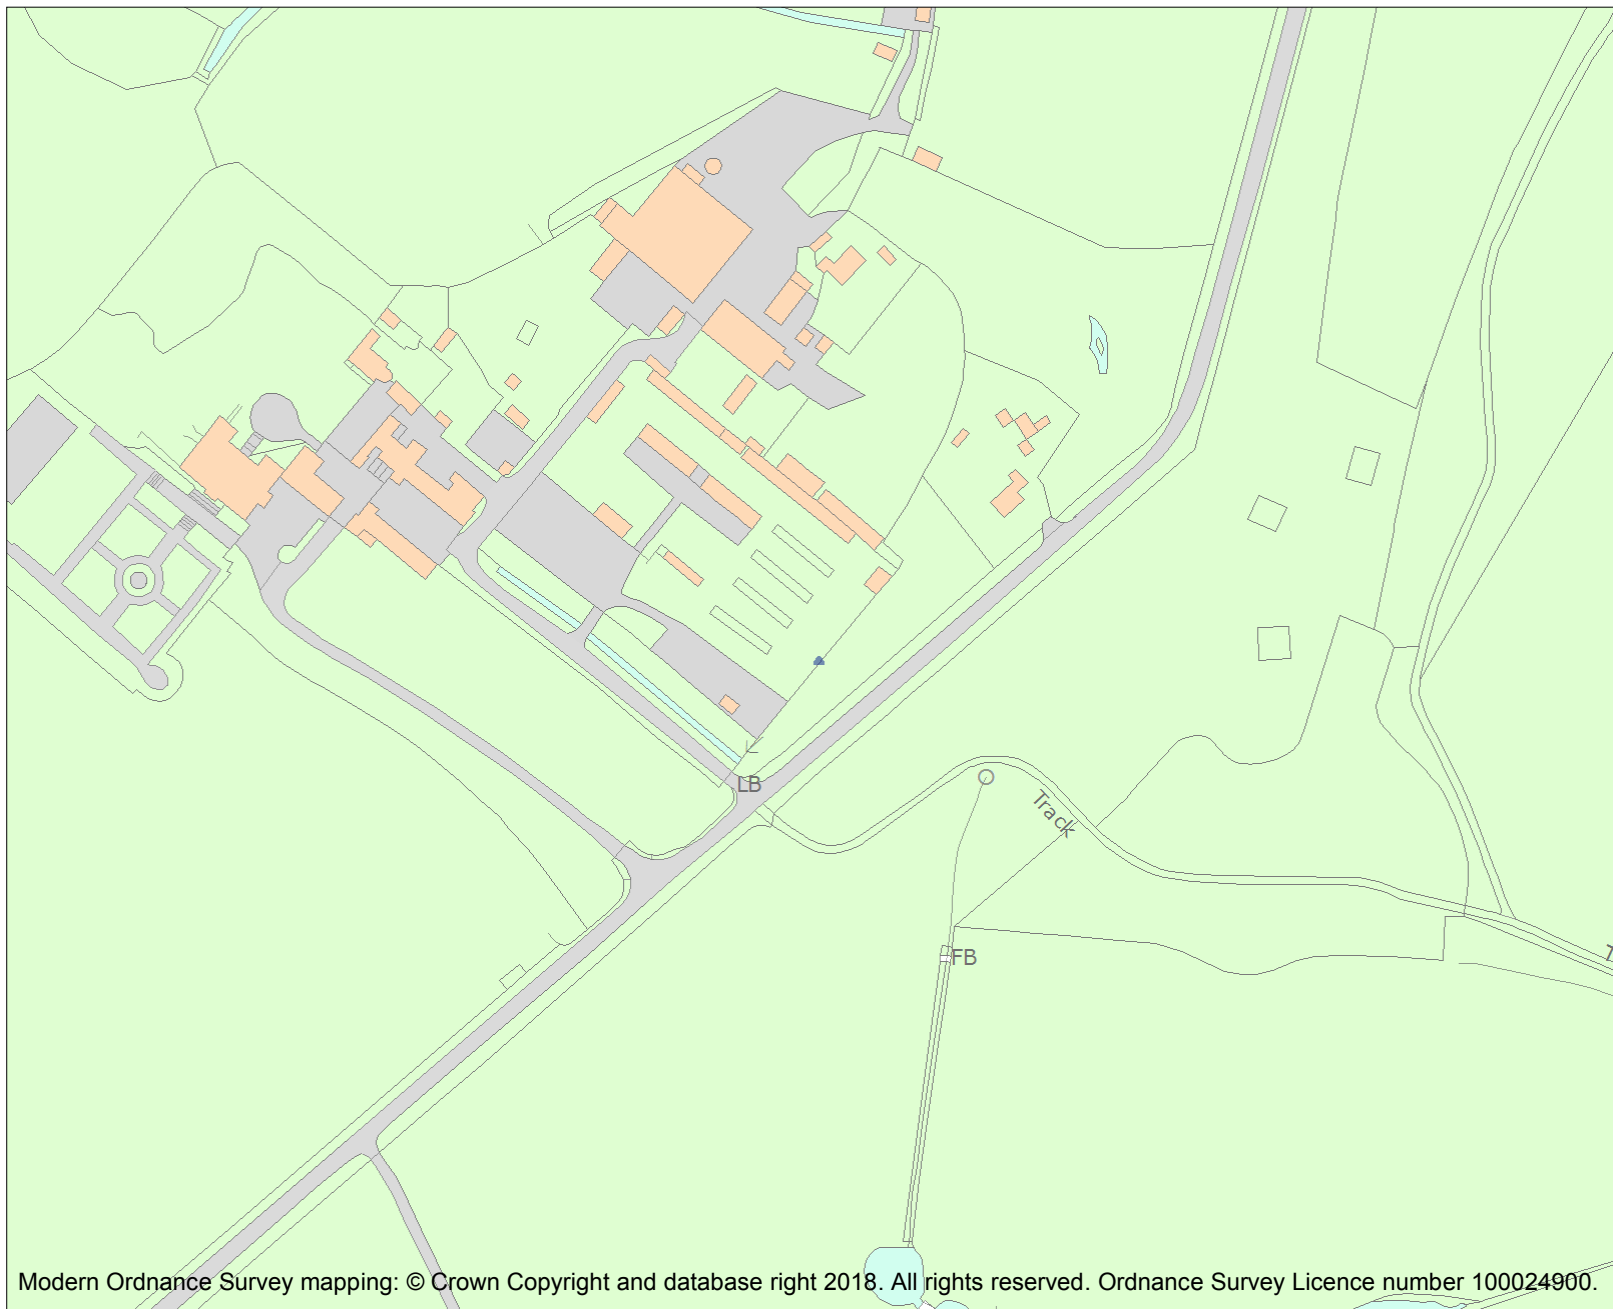 LB
Track
FB
T
Modern Ordnance Survey mapping: © Crown Copyright and database right 2018. All rights reserved. Ordnance Survey Licence number 100024900.